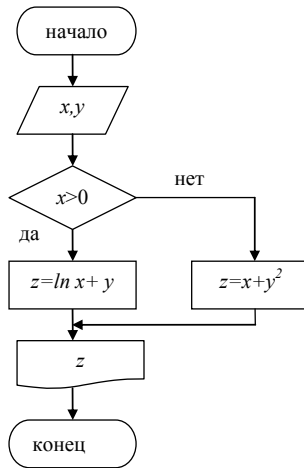 начало
x,y
x>0
нет
да
z=ln x+ y
z=x+y²
z
конец